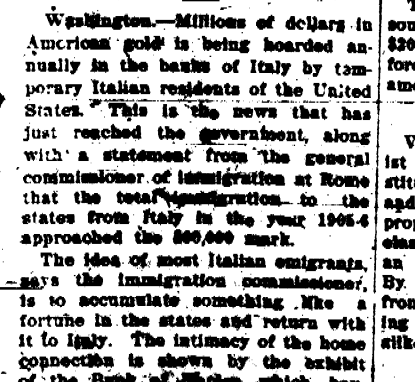 Washington.—Millions of dollars in
American gold is being hoarded an-
nually in the banks of Italy by tem-
porary Italian residents of the United
States. This is the news that has
just reached the government, along
with a statement from the general
commissioner of immigration at Rome
that the total immigration to the
states from Italy in the year 1905-6
approached the mark.
The idea of most Italian emigrants,
says the immigration commissioner,
is to accumulate something like a
fortune in the states and return with
it to Italy. The intimacy of the home
connection is shown by the exhibit
of the Bank of which